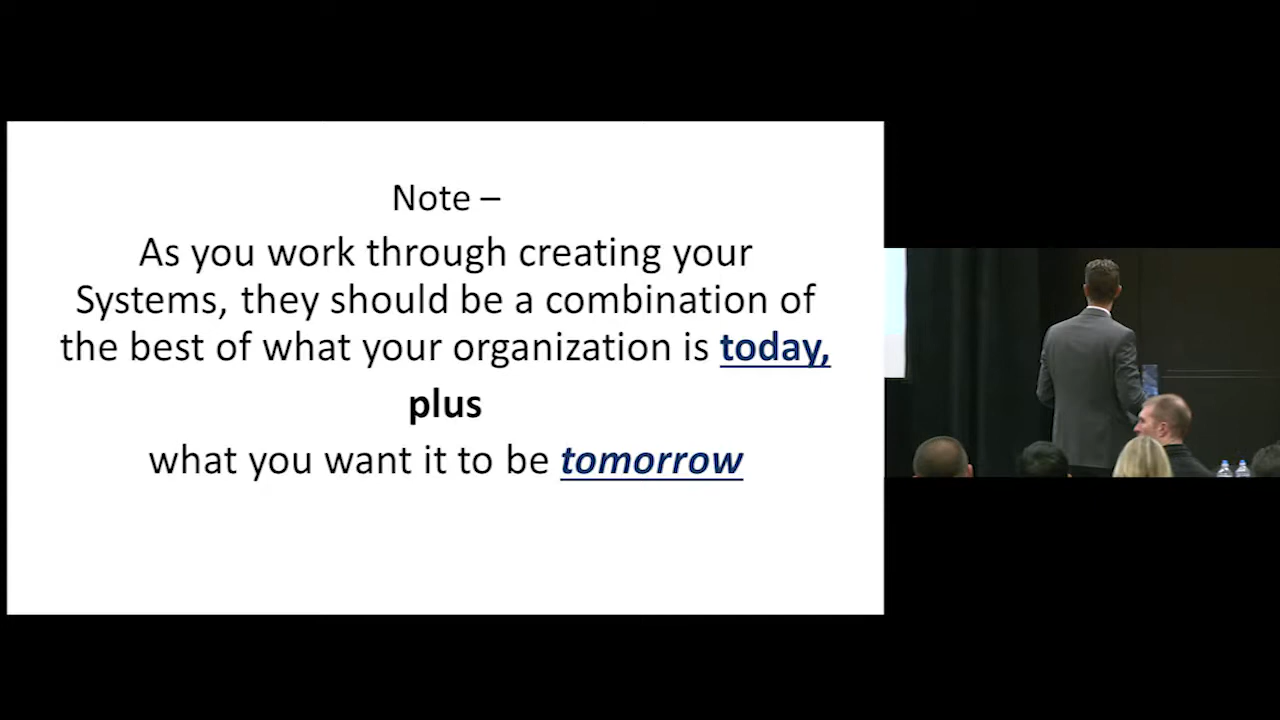 Note –
As you work through creating your
Systems, they should be a combination of
the best of what your organization is today,
plus
what you want it to be tomorrow